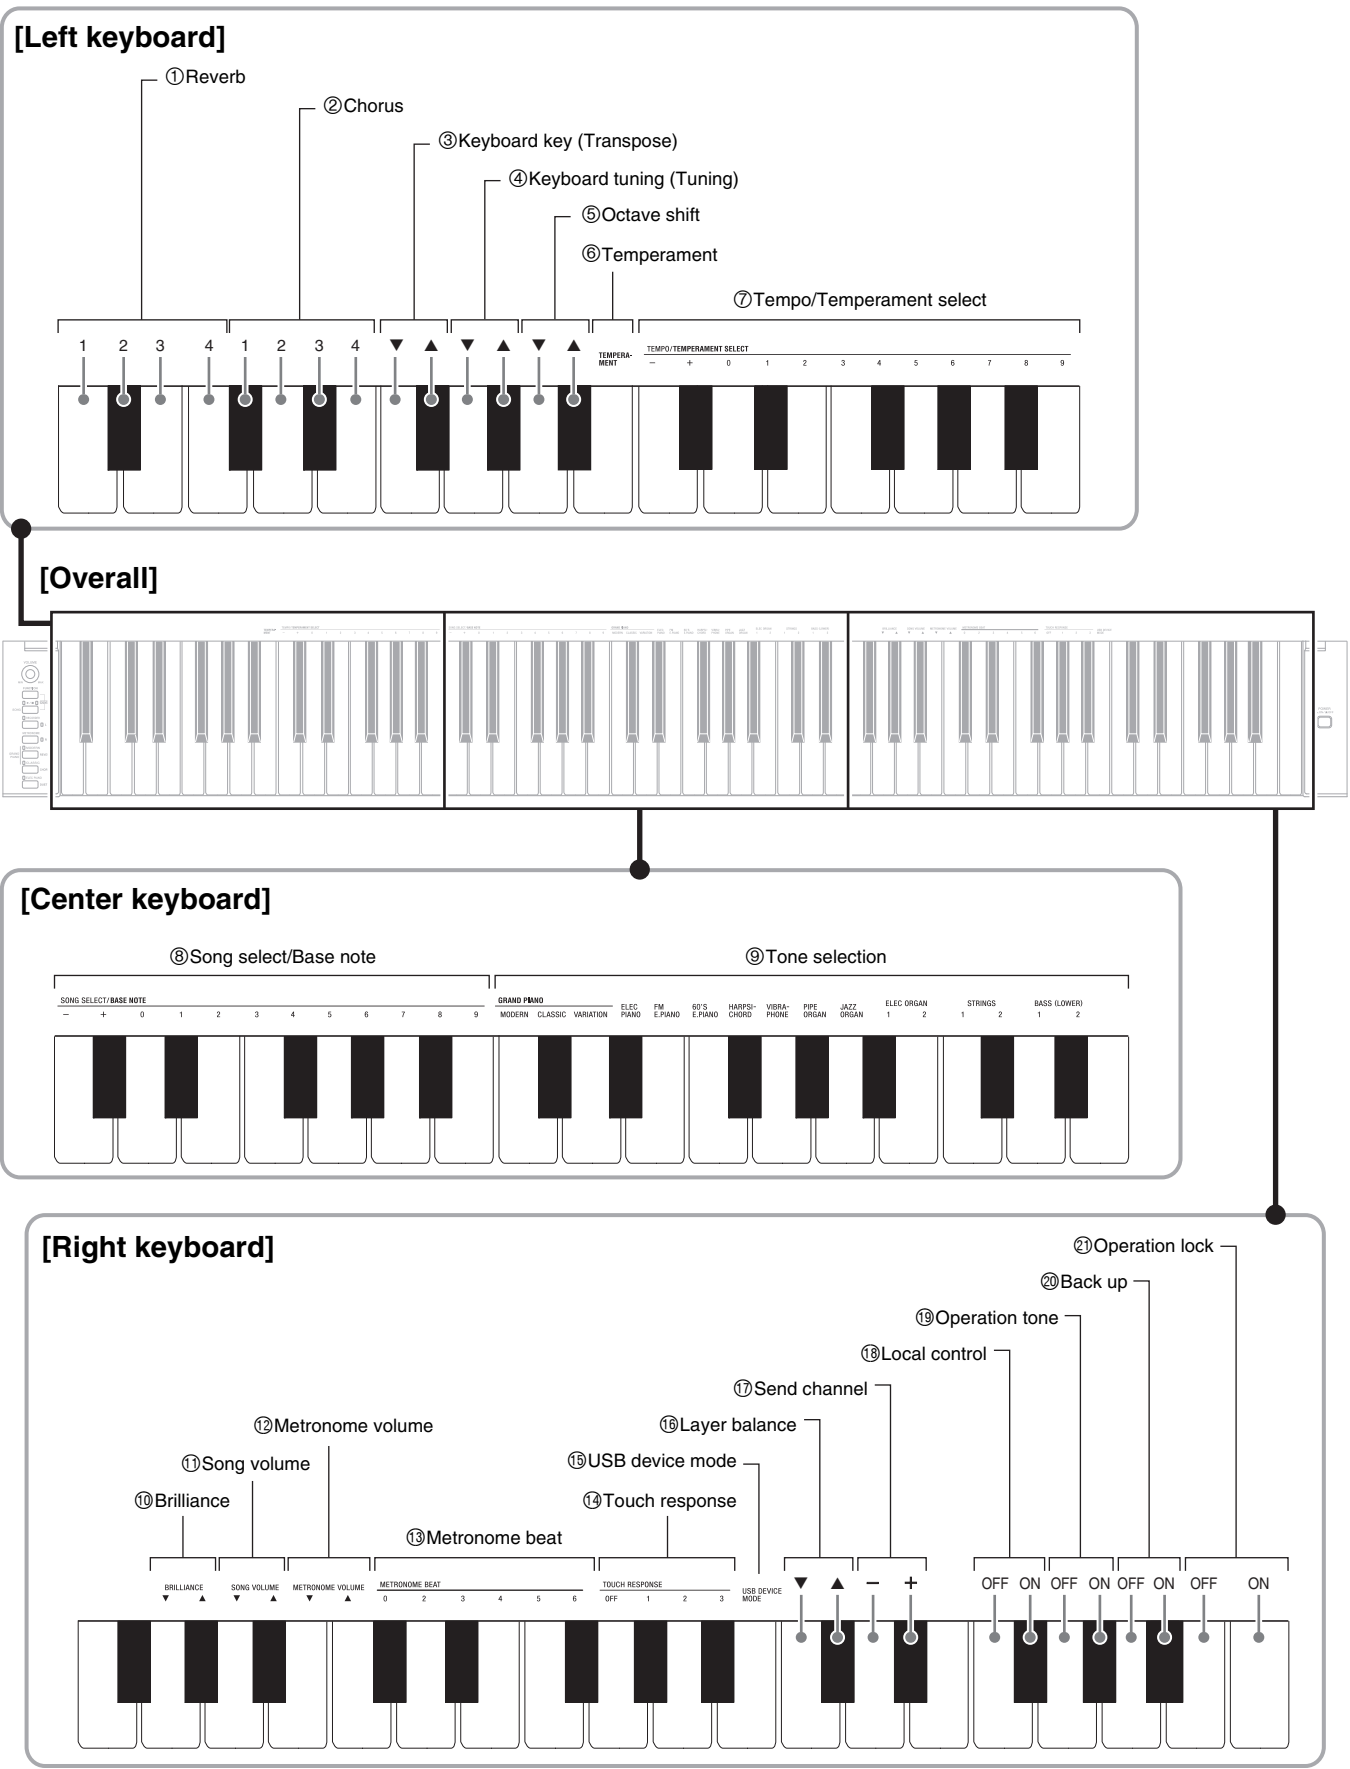 [Left keyboard]
①Reverb
②Chorus
③Keyboard key (Transpose)
④Keyboard tuning (Tuning)
⑤Octave shift
⑥Temperament
⑦Tempo/Temperament select
1 2 3 4 1 2 3 4 ▼ ▲ ▼ ▲ ▼ ▲
TEMPERA-
MENT
TEMPO/TEMPERAMENT SELECT
− + 0 1 2 3 4 5 6 7 8 9
[Overall]
[Center keyboard]
⑧Song select/Base note
⑨Tone selection
SONG SELECT/BASE NOTE
− + 0 1 2 3 4 5 6 7 8 9
GRAND PIANO
MODERN CLASSIC VARIATION
ELEC
PIANO
FM
E.PIANO
60'S
E.PIANO
HARPSI-
CHORD
VIBRA-
PHONE
PIPE
ORGAN
JAZZ
ORGAN
ELEC ORGAN
1 2
STRINGS
1 2
BASS (LOWER)
1 2
[Right keyboard]
㉑Operation lock
⑳Back up
⑲Operation tone
⑱Local control
⑰Send channel
⑯Layer balance
⑮USB device mode
⑭Touch response
⑬Metronome beat
⑫Metronome volume
⑪Song volume
⑩Brilliance
BRILLIANCE
▼ ▲
SONG VOLUME
▼ ▲
METRONOME VOLUME
▼ ▲
METRONOME BEAT
0 2 3 4 5 6
TOUCH RESPONSE
OFF 1 2 3
USB DEVICE
MODE
▼ ▲ − + OFF ON OFF ON OFF ON OFF ON